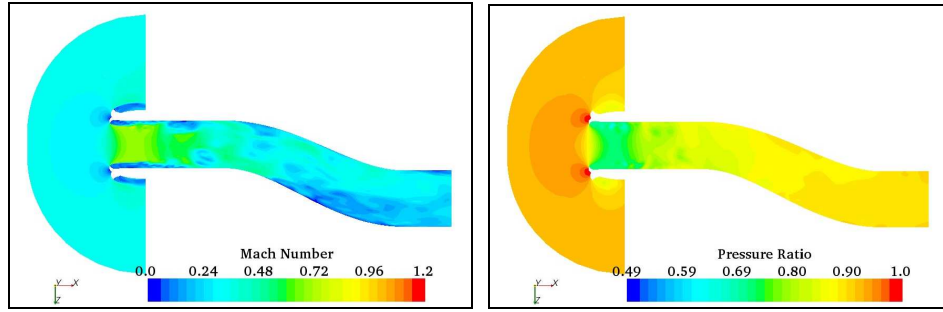 Mach Number
0.0 0.24 0.48 0.72 0.96 1.2
Y X
Z
Pressure Ratio
0.49 0.59 0.69 0.80 0.90 1.0
Y X
Z